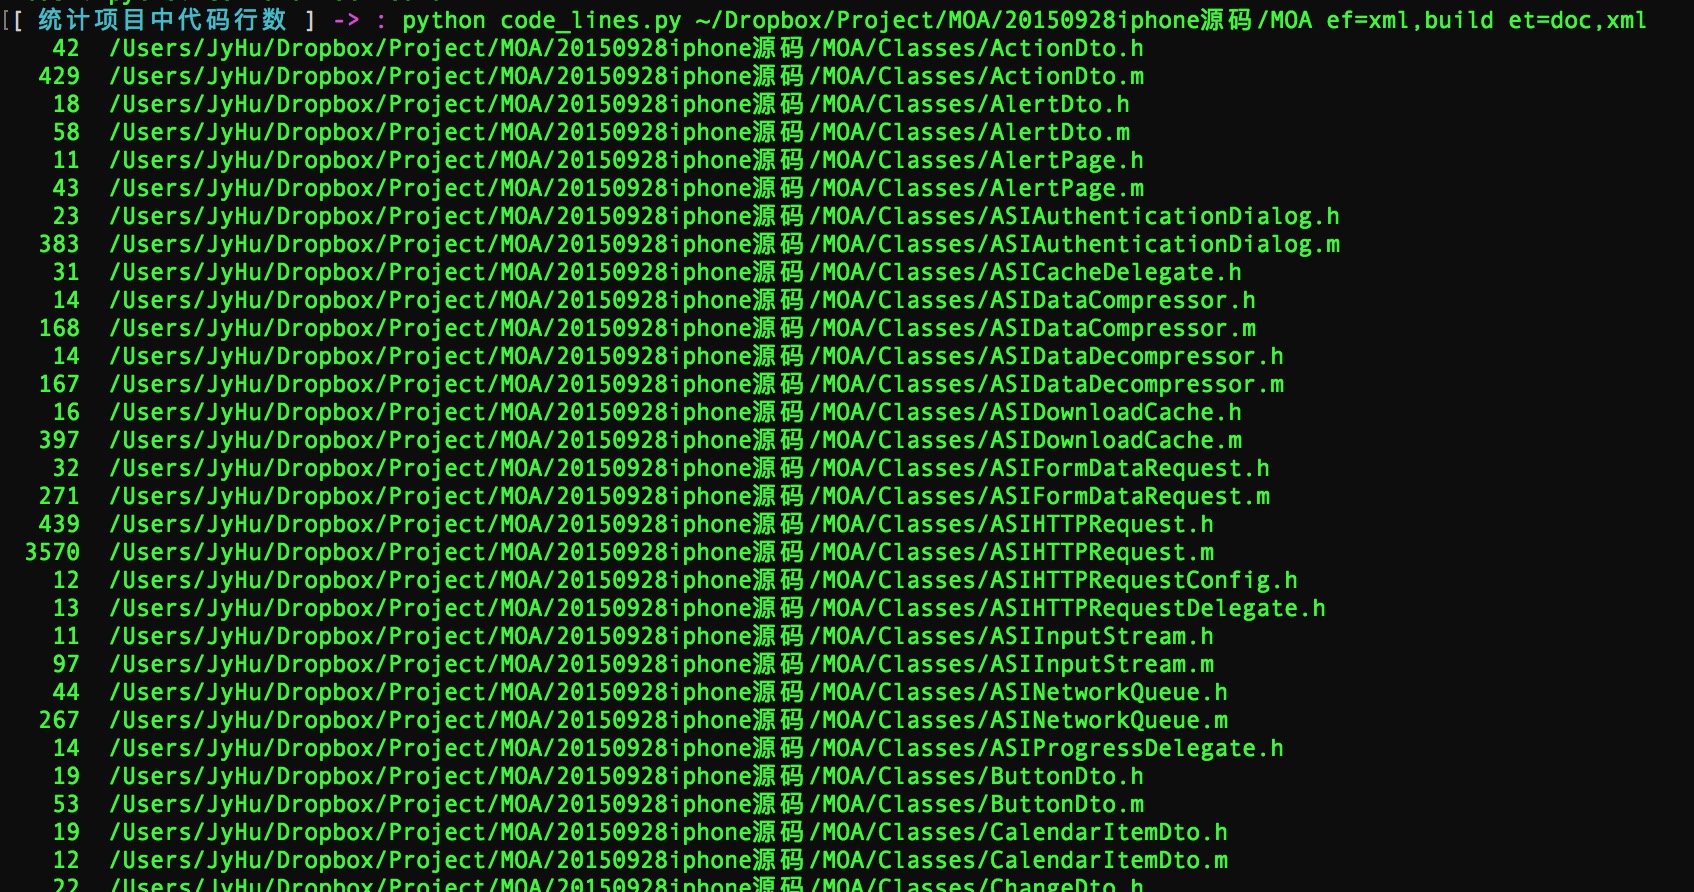 [[ 统计项目中代码行数 ] -> : python code_lines.py ~/Dropbox/Project/MOA/20150928iphone源码/MOA ef=xml,build et=doc,xml
42 /Users/JyHu/Dropbox/Project/MOA/20150928iphone源码/MOA/Classes/ActionDto.h
429 /Users/JyHu/Dropbox/Project/MOA/20150928iphone源码/MOA/Classes/ActionDto.m
18 /Users/JyHu/Dropbox/Project/MOA/20150928iphone源码/MOA/Classes/AlertDto.h
58 /Users/JyHu/Dropbox/Project/MOA/20150928iphone源码/MOA/Classes/AlertDto.m
11 /Users/JyHu/Dropbox/Project/MOA/20150928iphone源码/MOA/Classes/AlertPage.h
43 /Users/JyHu/Dropbox/Project/MOA/20150928iphone源码/MOA/Classes/AlertPage.m
23 /Users/JyHu/Dropbox/Project/MOA/20150928iphone源码/MOA/Classes/ASIAuthenticationDialog.h
383 /Users/JyHu/Dropbox/Project/MOA/20150928iphone源码/MOA/Classes/ASIAuthenticationDialog.m
31 /Users/JyHu/Dropbox/Project/MOA/20150928iphone源码/MOA/Classes/ASICacheDelegate.h
14 /Users/JyHu/Dropbox/Project/MOA/20150928iphone源码/MOA/Classes/ASIDataCompressor.h
168 /Users/JyHu/Dropbox/Project/MOA/20150928iphone源码/MOA/Classes/ASIDataCompressor.m
14 /Users/JyHu/Dropbox/Project/MOA/20150928iphone源码/MOA/Classes/ASIDataDecompressor.h
167 /Users/JyHu/Dropbox/Project/MOA/20150928iphone源码/MOA/Classes/ASIDataDecompressor.m
16 /Users/JyHu/Dropbox/Project/MOA/20150928iphone源码/MOA/Classes/ASIDownloadCache.h
397 /Users/JyHu/Dropbox/Project/MOA/20150928iphone源码/MOA/Classes/ASIDownloadCache.m
32 /Users/JyHu/Dropbox/Project/MOA/20150928iphone源码/MOA/Classes/ASIFormDataRequest.h
271 /Users/JyHu/Dropbox/Project/MOA/20150928iphone源码/MOA/Classes/ASIFormDataRequest.m
439 /Users/JyHu/Dropbox/Project/MOA/20150928iphone源码/MOA/Classes/ASIHTTPRequest.h
3570 /Users/JyHu/Dropbox/Project/MOA/20150928iphone源码/MOA/Classes/ASIHTTPRequest.m
12 /Users/JyHu/Dropbox/Project/MOA/20150928iphone源码/MOA/Classes/ASIHTTPRequestConfig.h
13 /Users/JyHu/Dropbox/Project/MOA/20150928iphone源码/MOA/Classes/ASIHTTPRequestDelegate.h
11 /Users/JyHu/Dropbox/Project/MOA/20150928iphone源码/MOA/Classes/ASIInputStream.h
97 /Users/JyHu/Dropbox/Project/MOA/20150928iphone源码/MOA/Classes/ASIInputStream.m
44 /Users/JyHu/Dropbox/Project/MOA/20150928iphone源码/MOA/Classes/ASINetworkQueue.h
267 /Users/JyHu/Dropbox/Project/MOA/20150928iphone源码/MOA/Classes/ASINetworkQueue.m
14 /Users/JyHu/Dropbox/Project/MOA/20150928iphone源码/MOA/Classes/ASIProgressDelegate.h
19 /Users/JyHu/Dropbox/Project/MOA/20150928iphone源码/MOA/Classes/ButtonDto.h
53 /Users/JyHu/Dropbox/Project/MOA/20150928iphone源码/MOA/Classes/ButtonDto.m
19 /Users/JyHu/Dropbox/Project/MOA/20150928iphone源码/MOA/Classes/CalendarItemDto.h
12 /Users/JyHu/Dropbox/Project/MOA/20150928iphone源码/MOA/Classes/CalendarItemDto.m
22 /Users/JyHu/Dropbox/Project/MOA/20150928iphone源码/MOA/Classes/ChangeDto.h